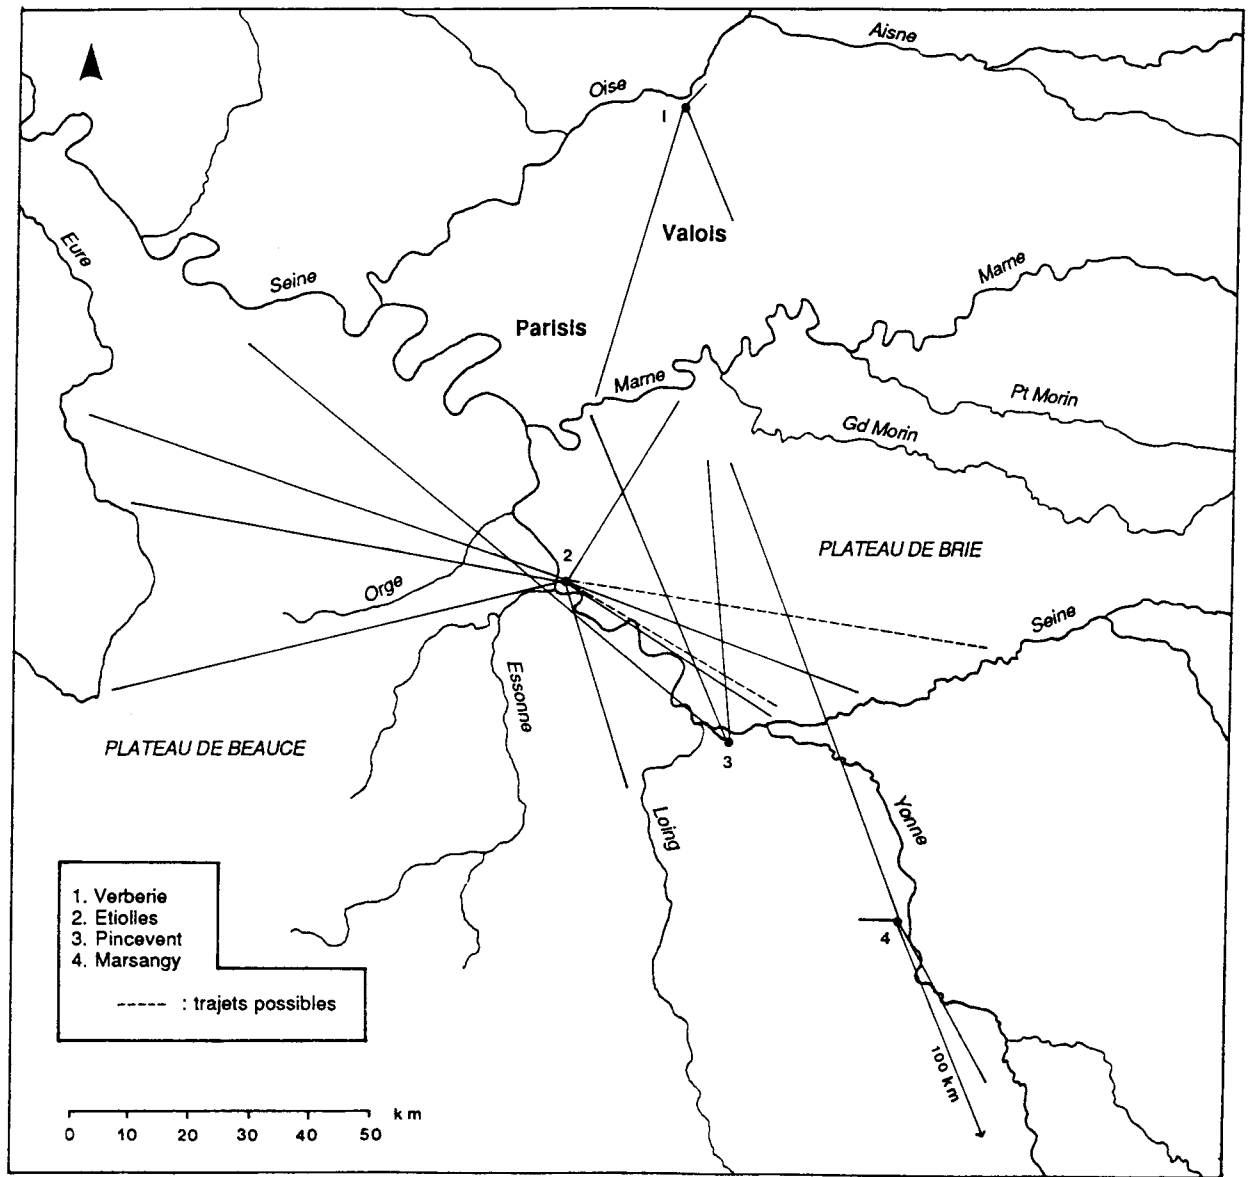 Aisne
Oise
1
Valois
Eure
Seine
Marne
Parisis
Marne
Pt Morin
Gd Morin
PLATEAU DE BRIE
2
Orge
Seine
Essonne
PLATEAU DE BEAUCE
3
Loing
Yonne
4
1. Verberie
2. Etiolles
3. Pincevent
4. Marsangy
----- : trajets possibles
100 km
km
0 10 20 30 40 50